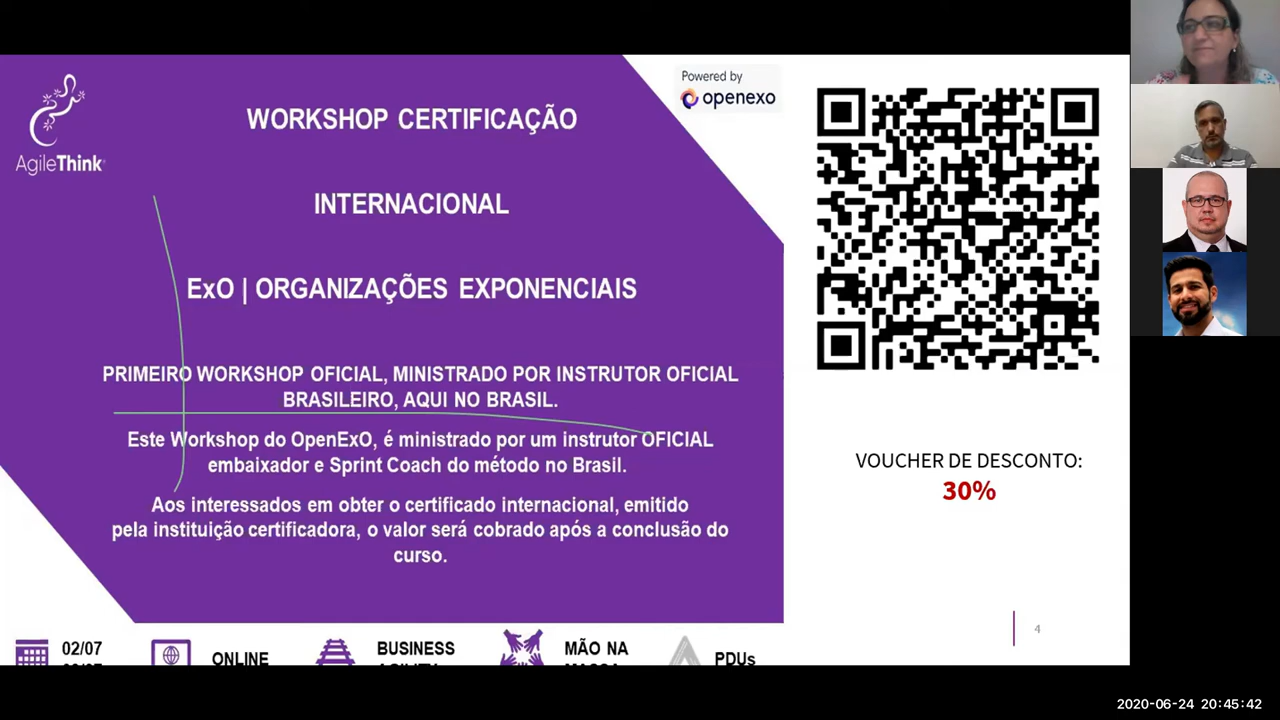 AgileThink
Powered by
openexo
WORKSHOP CERTIFICAÇÃO
INTERNACIONAL
ExO | ORGANIZAÇÕES EXPONENCIAIS
PRIMEIRO WORKSHOP OFICIAL, MINISTRADO POR INSTRUTOR OFICIAL
BRASILEIRO, AQUI NO BRASIL.
Este Workshop do OpenExO, é ministrado por um instrutor OFICIAL
embaixador e Sprint Coach do método no Brasil.
Aos interessados em obter o certificado internacional, emitido
pela instituição certificadora, o valor será cobrado após a conclusão do
curso.
VOUCHER DE DESCONTO:
30%
02/07
ONLINE
BUSINESS
AGILITY
MÃO NA
MASSA
PDUs
4
2020-06-24 20:45:42